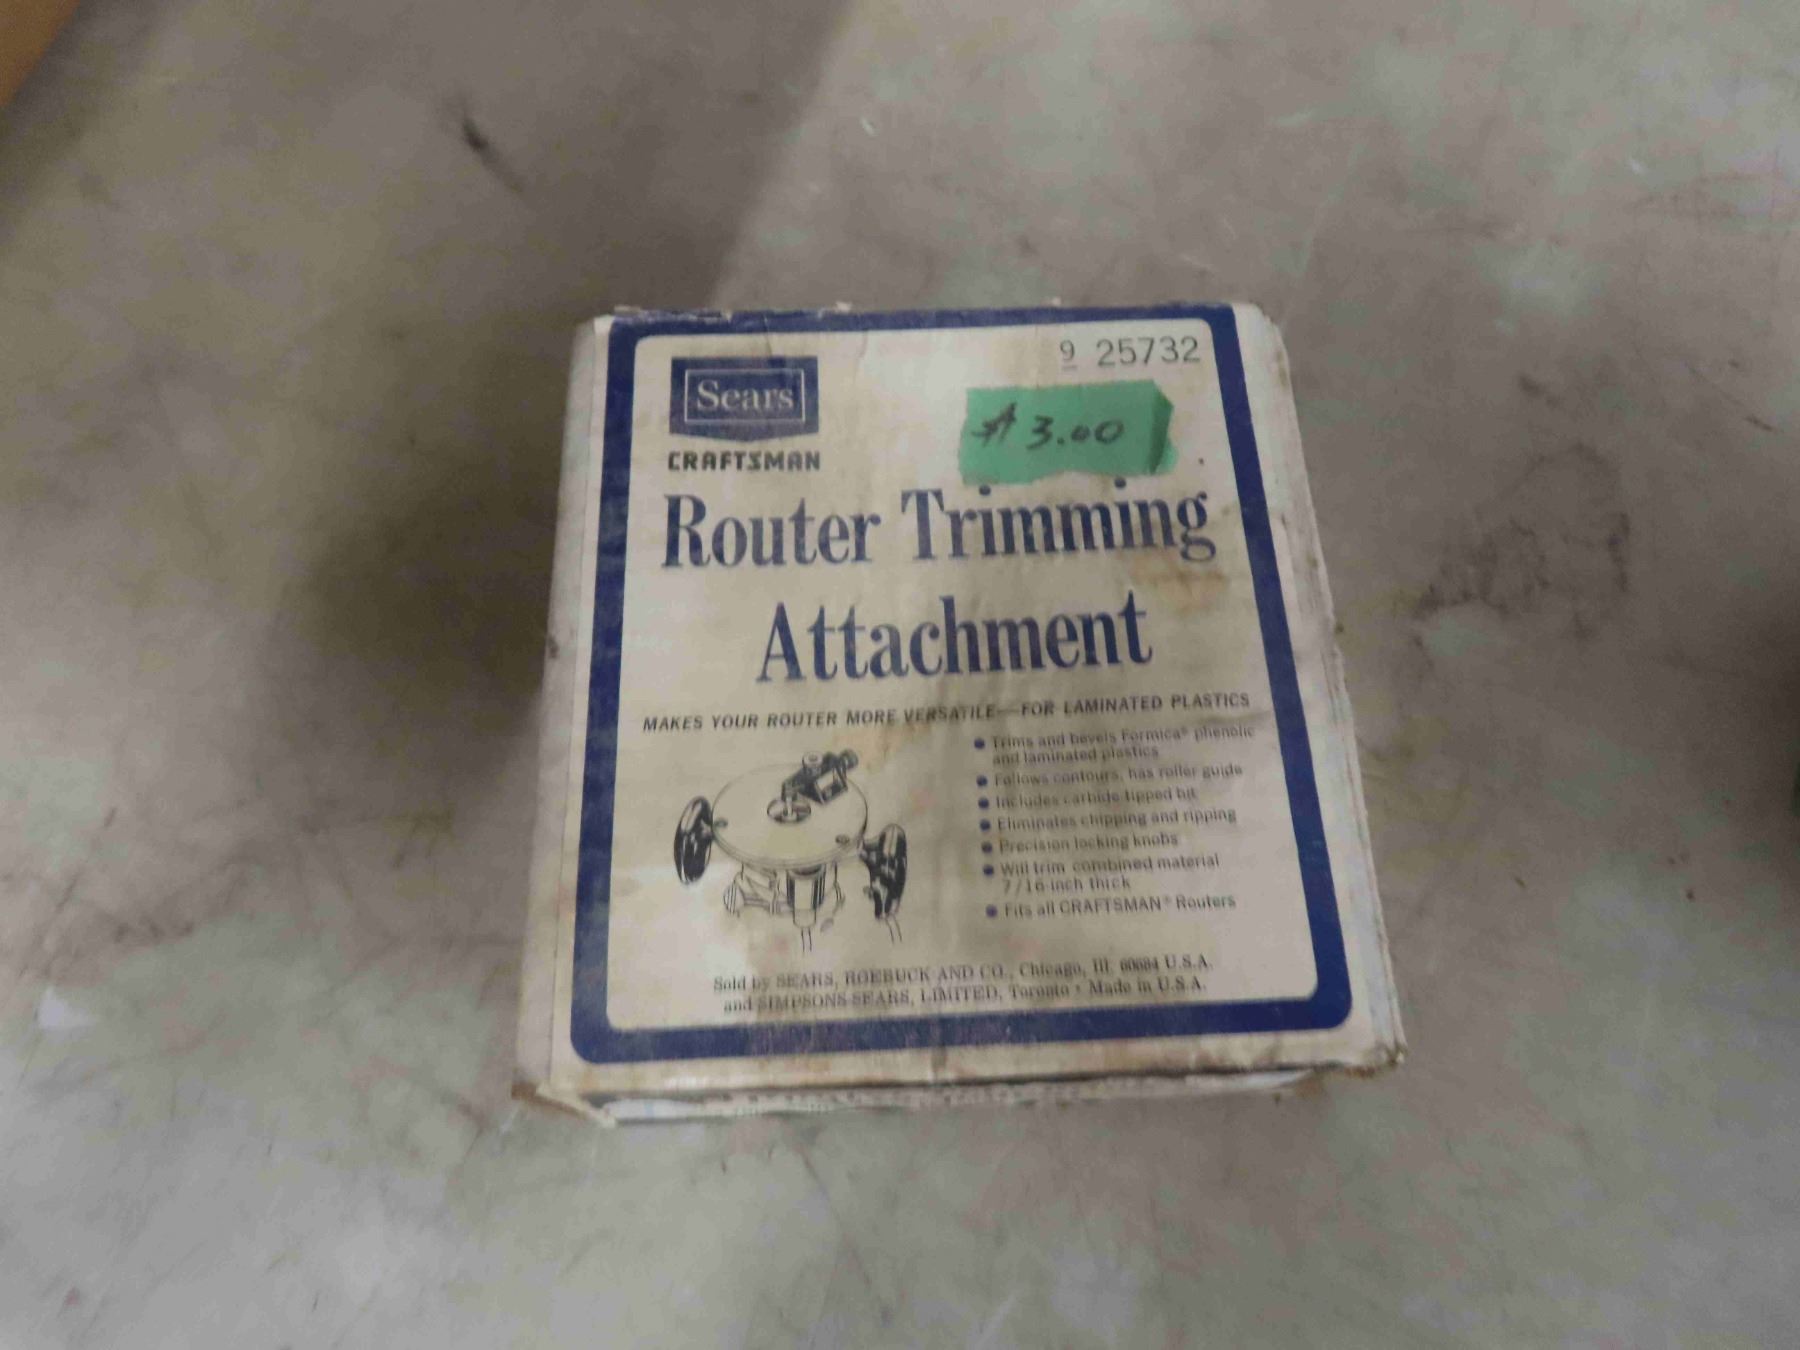 9 25732
Sears
CRAFTSMAN
$ 3.00
Router Trimming
Attachment
MAKES YOUR ROUTER MORE VERSATILE—FOR LAMINATED PLASTICS
• Trims and bevels Formica® phenolic
and laminated plastics
• Follows contours, has roller guide
• Includes carbide tipped bit
• Eliminates chipping and ripping
• Precision locking knobs
• Will trim combined material
7/16-inch thick
• Fits all CRAFTSMAN® Routers
Sold by SEARS, ROEBUCK AND CO., Chicago, Ill. 60684 U.S.A.
and SIMPSONS-SEARS, LIMITED, Toronto • Made in U.S.A.